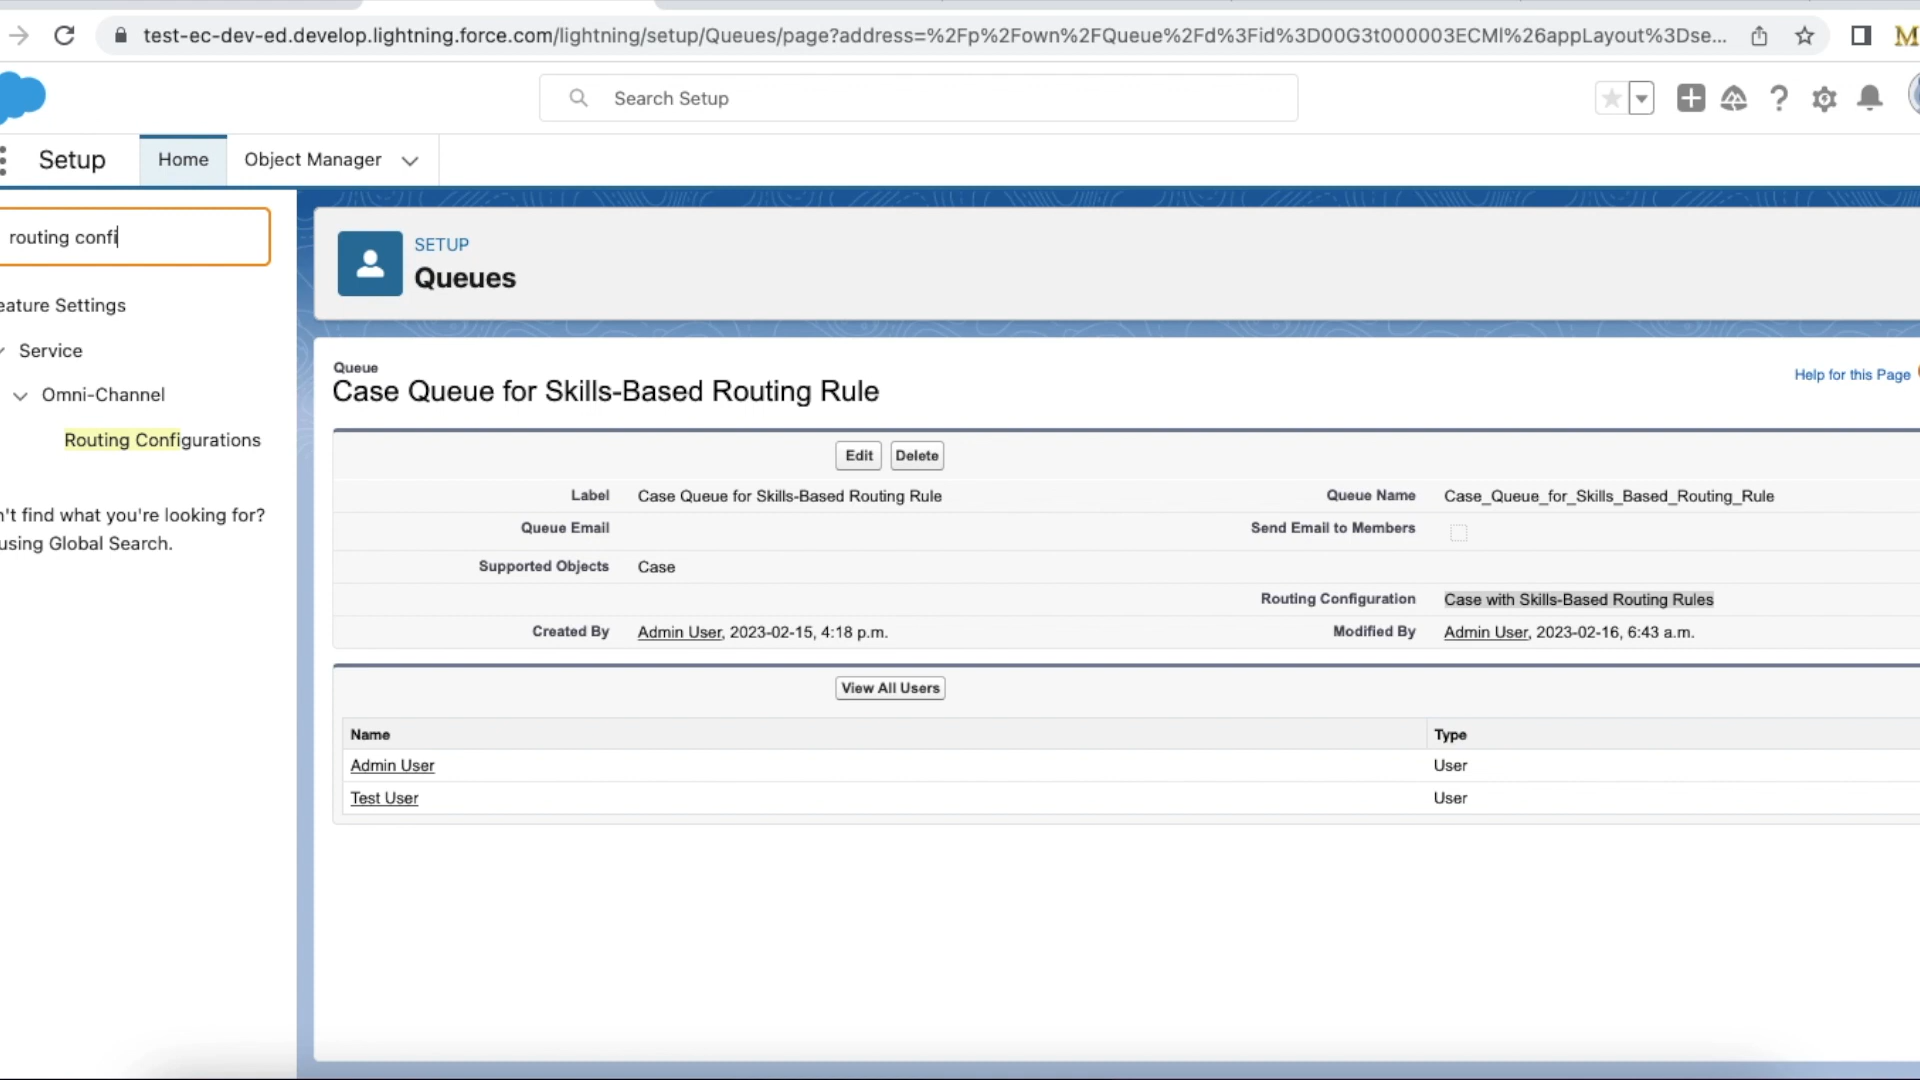 test-ec-dev-ed.develop.lightning.force.com/lightning/setup/Queues/page?address=%2Fp%2Fown%2FQueue%2Fd%3Fid%3D00G3t000003ECMl%26appLayout%3Dse...
Search Setup
Setup
Home
Object Manager
routing confi
eature Settings
Service
Omni-Channel
Routing Configurations
n't find what you're looking for?
using Global Search.
SETUP
Queues
Queue
Case Queue for Skills-Based Routing Rule
Help for this Page
Edit Delete
Label Case Queue for Skills-Based Routing Rule Queue Name Case_Queue_for_Skills_Based_Routing_Rule
Queue Email Send Email to Members
Supported Objects Case
Routing Configuration Case with Skills-Based Routing Rules
Created By Admin User, 2023-02-15, 4:18 p.m. Modified By Admin User, 2023-02-16, 6:43 a.m.
View All Users
Name Type
Admin User User
Test User User